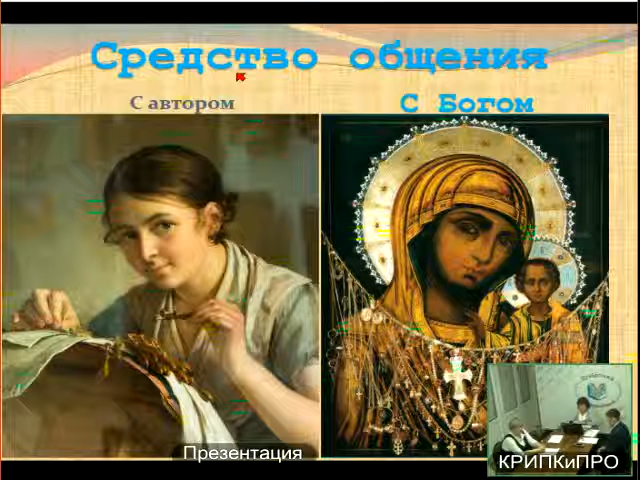 Средство общения
С автором
С Богом
Презентация
КРИПКиПРО